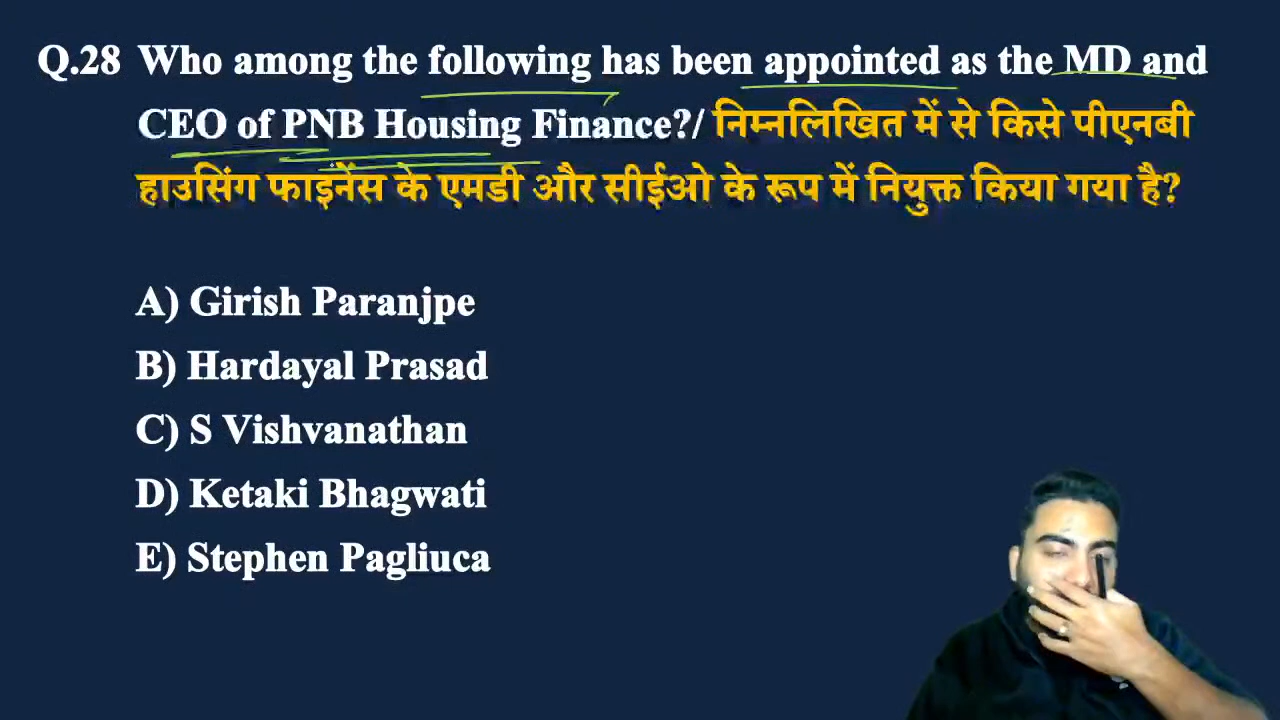 Q.28 Who among the following has been appointed as the MD and
CEO of PNB Housing Finance?/ निम्नलिखित में से किसे पीएनबी
हाउसिंग फाइनेंस के एमडी और सीईओ के रूप में नियुक्त किया गया है?
A) Girish Paranjpe
B) Hardayal Prasad
C) S Vishvanathan
D) Ketaki Bhagwati
E) Stephen Pagliuca